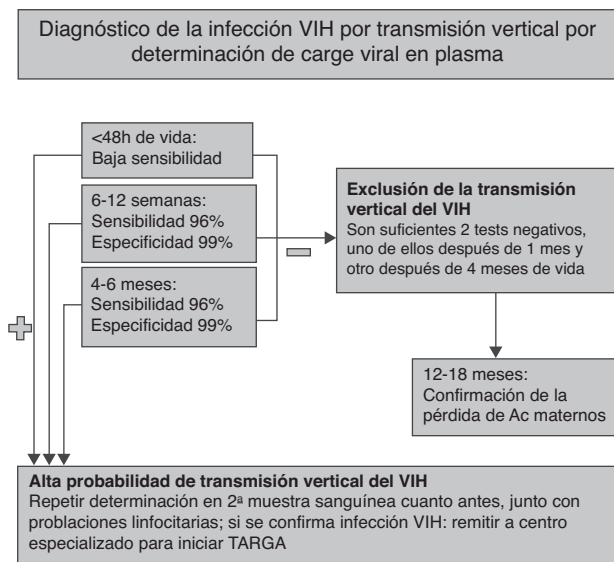 Diagnóstico de la infección VIH por transmisión vertical por
determinación de carge viral en plasma
<48h de vida:
Baja sensibilidad
6-12 semanas:
Sensibilidad 96%
Especificidad 99%
4-6 meses:
Sensibilidad 96%
Especificidad 99%
Exclusión de la transmisión
vertical del VIH
Son suficientes 2 tests negativos,
uno de ellos después de 1 mes y
otro después de 4 meses de vida
12-18 meses:
Confirmación de la
pérdida de Ac maternos
Alta probabilidad de transmisión vertical del VIH
Repetir determinación en 2ª muestra sanguínea cuanto antes, junto con
problaciones linfocitarias; si se confirma infección VIH: remitir a centro
especializado para iniciar TARGA